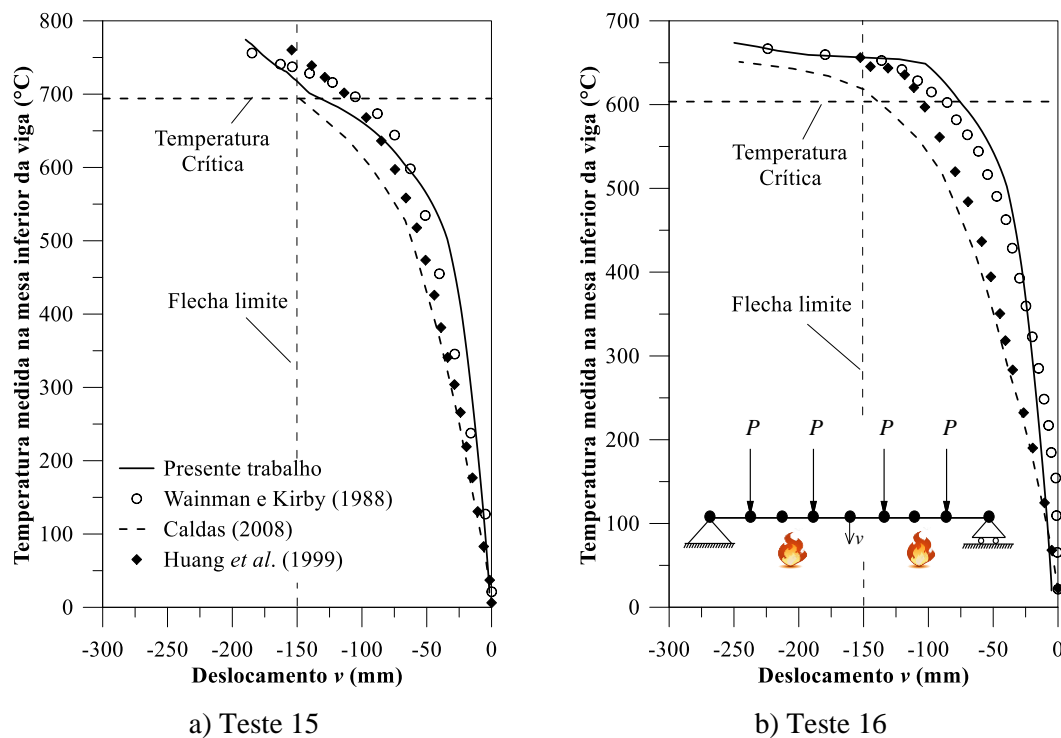 800
700
600
500
400
300
200
100
0
-300
-250
-200
-150
-100
-50
0
Temperatura medida na mesa inferior da viga (°C)
Deslocamento v (mm)
Temperatura
Crítica
Flecha limite
Presente trabalho
Wainman e Kirby (1988)
Caldas (2008)
Huang et al. (1999)
a) Teste 15
700
600
500
400
300
200
100
0
-300
-250
-200
-150
-100
-50
0
Temperatura medida na mesa inferior da viga (°C)
Deslocamento v (mm)
Temperatura
Crítica
Flecha limite
P
P
P
P
v
b) Teste 16